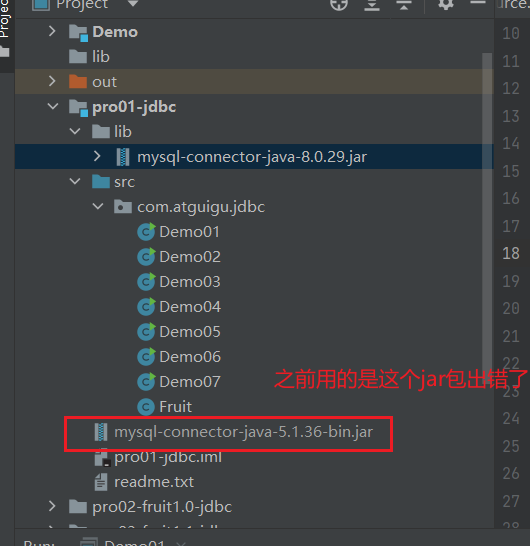 Project
Project
Demo
lib
out
pro01-jdbc
lib
mysql-connector-java-8.0.29.jar
src
com.atguigu.jdbc
Demo01
Demo02
Demo03
Demo04
Demo05
Demo06
Demo07
Fruit
之前用的是这个jar包出错了
mysql-connector-java-5.1.36-bin.jar
pro01-jdbc.iml
readme.txt
pro02-fruit1.0-jdbc
Demo01
urce.
10
11
12
13
14
15
16
17
18
19
20
21
22
23
24
25
26
27
28